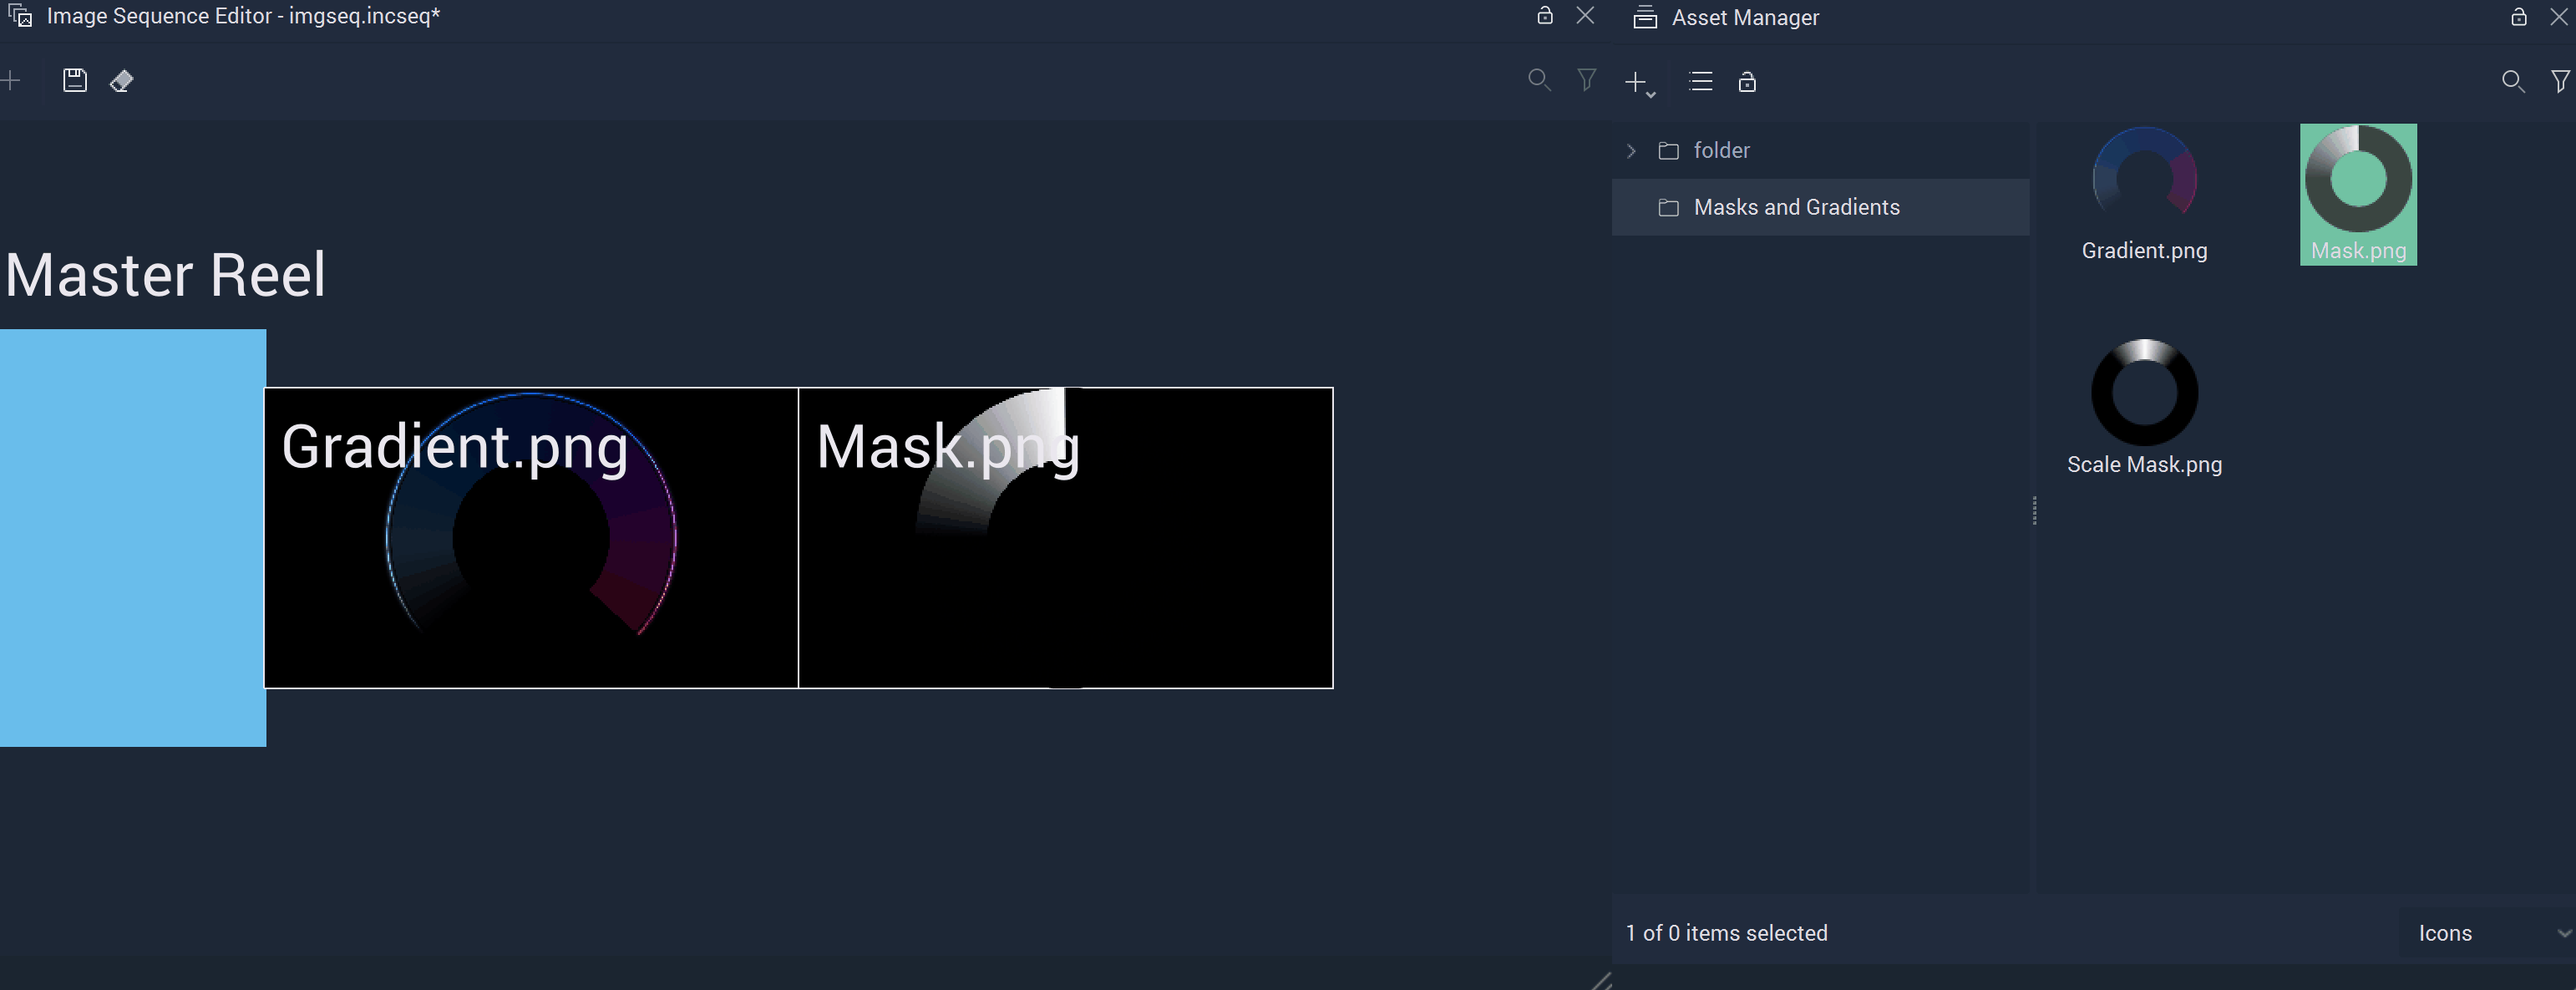 Image Sequence Editor - imgseq.incseq*
Master Reel
Gradient.png
Mask.png
Asset Manager
folder
Masks and Gradients
Gradient.png
Mask.png
Scale Mask.png
1 of 0 items selected
Icons